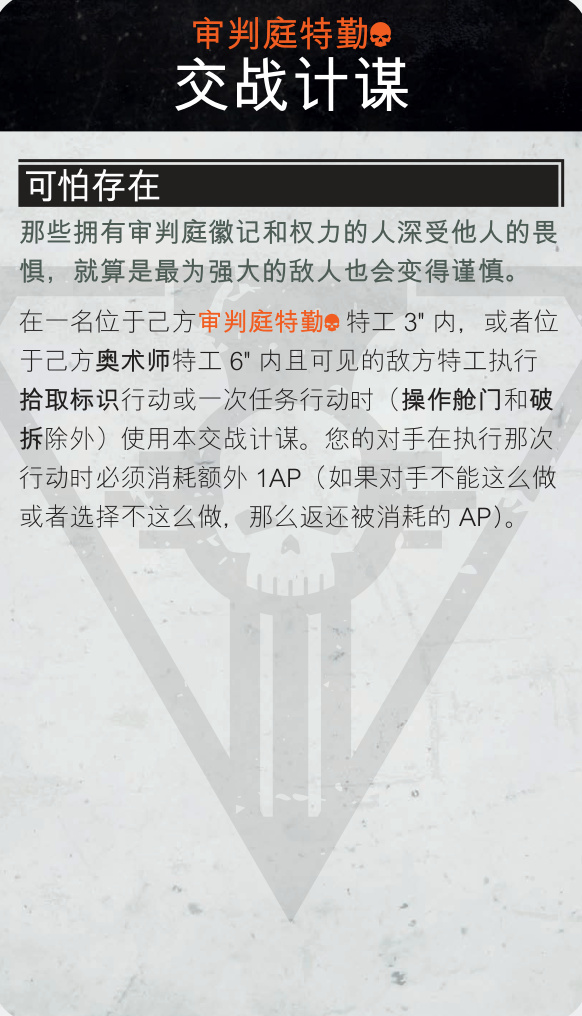 审判庭特勤
交战计谋
可怕存在
那些拥有审判庭徽记和权力的人深受他人的畏
惧，就算是最为强大的敌人也会变得谨慎。
在一名位于己方审判庭特勤 特工 3" 内，或者位
于己方奥术师特工 6" 内且可见的敌方特工执行
拾取标识行动或一次任务行动时（操作舱门和破
拆除外）使用本交战计谋。您的对手在执行那次
行动时必须消耗额外 1AP（如果对手不能这么做
或者选择不这么做，那么返还被消耗的 AP）。